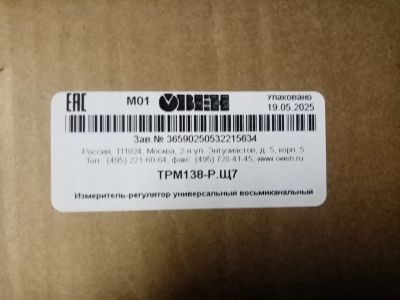 EAC M01 ОВЕН Упаковано
19.05.2025
Зав.№ 36590250532215634
Россия, 111024, Москва, 2-я ул. Энтузиастов, д. 5, корп. 5
Тел.: (495) 221-60-64, факс: (495) 728-41-45, www.owen.ru
ТРМ138-Р.Щ7
Измеритель-регулятор универсальный восьмиканальный